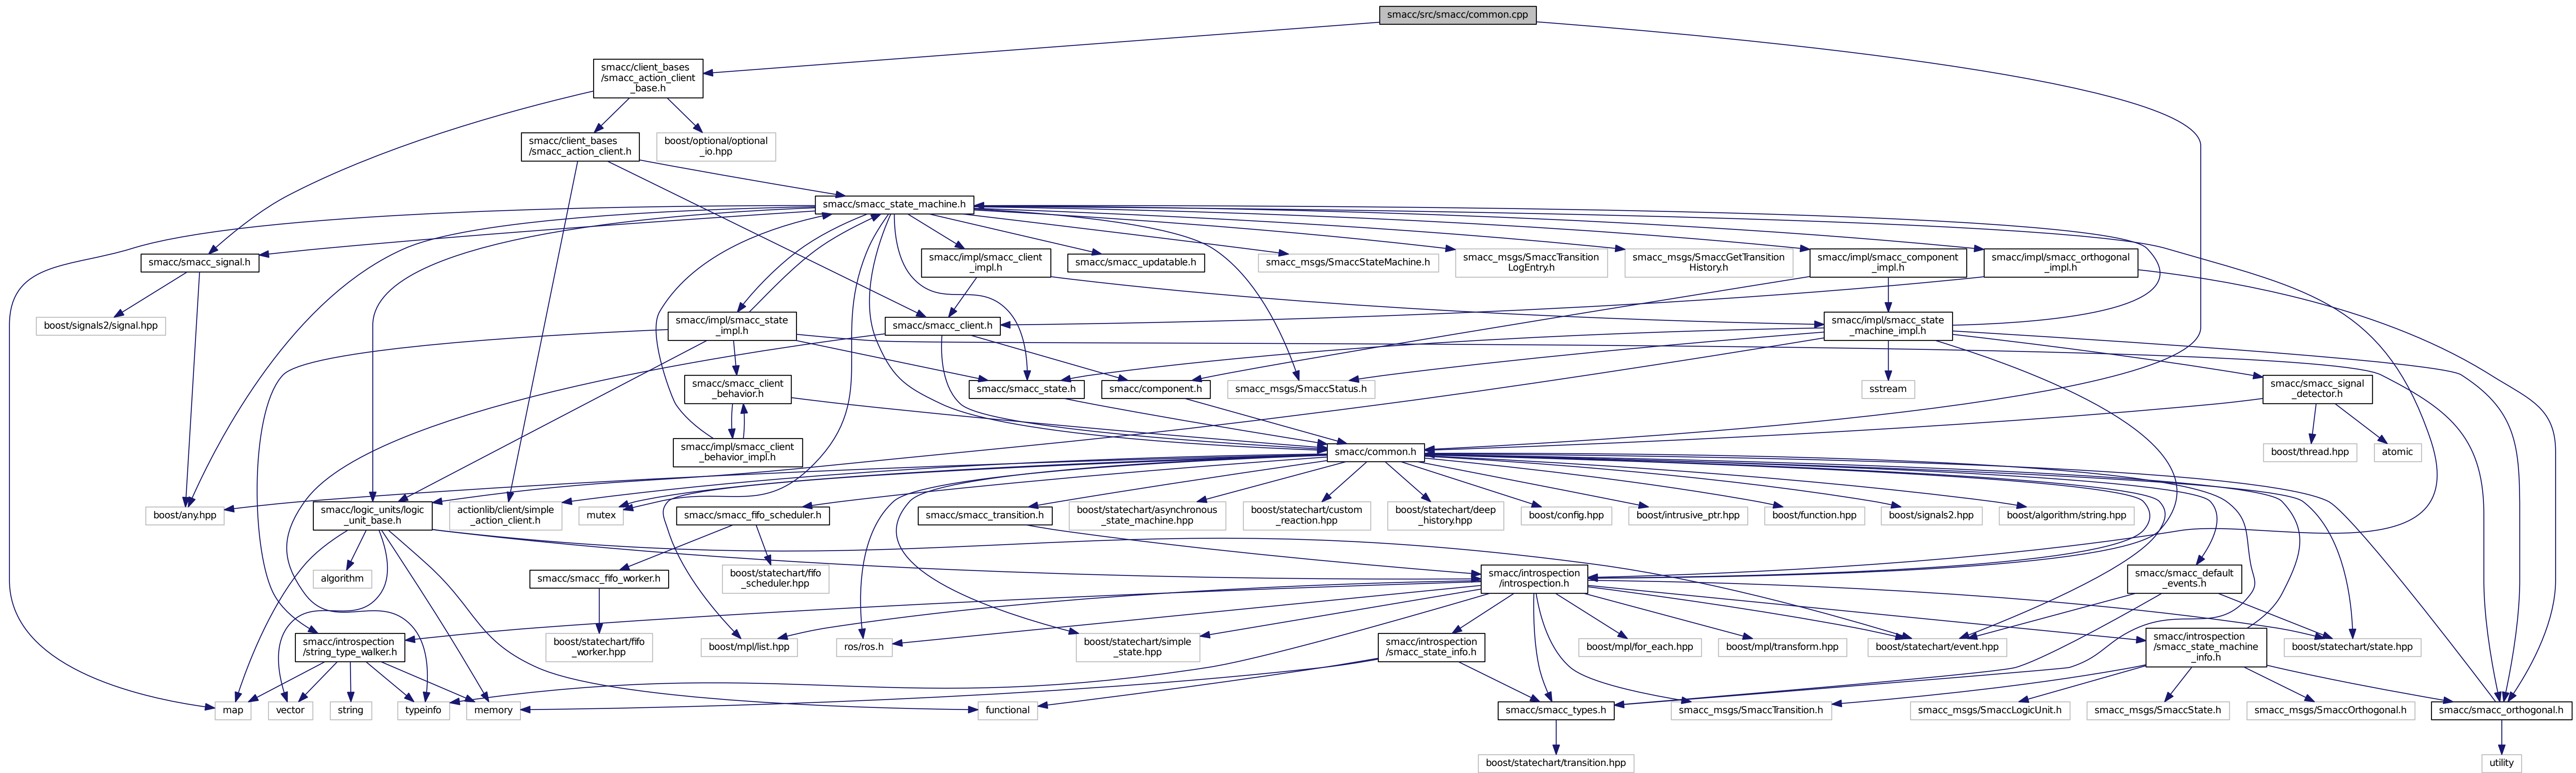 smacc/src/smacc/common.cpp
smacc/client_bases
/smacc_action_client
_base.h
smacc/client_bases
/smacc_action_client.h
boost/optional/optional
_io.hpp
smacc/smacc_state_machine.h
smacc/smacc_signal.h
smacc/impl/smacc_client
_impl.h
smacc/smacc_updatable.h
smacc_msgs/SmaccStateMachine.h
smacc_msgs/SmaccTransition
LogEntry.h
smacc_msgs/SmaccGetTransition
History.h
smacc/impl/smacc_component
_impl.h
smacc/impl/smacc_orthogonal
_impl.h
boost/signals2/signal.hpp
smacc/impl/smacc_state
_impl.h
smacc/smacc_client.h
smacc/impl/smacc_state
_machine_impl.h
smacc/smacc_client
_behavior.h
smacc/smacc_state.h
smacc/component.h
smacc_msgs/SmaccStatus.h
sstream
smacc/smacc_signal
_detector.h
smacc/impl/smacc_client
_behavior_impl.h
smacc/common.h
boost/thread.hpp
atomic
boost/any.hpp
smacc/logic_units/logic
_unit_base.h
actionlib/client/simple
_action_client.h
mutex
smacc/smacc_fifo_scheduler.h
smacc/smacc_transition.h
boost/statechart/asynchronous
_state_machine.hpp
boost/statechart/custom
_reaction.hpp
boost/statechart/deep
_history.hpp
boost/config.hpp
boost/intrusive_ptr.hpp
boost/function.hpp
boost/signals2.hpp
boost/algorithm/string.hpp
algorithm
smacc/smacc_fifo_worker.h
boost/statechart/fifo
_scheduler.hpp
smacc/introspection
/introspection.h
smacc/smacc_default
_events.h
smacc/introspection
/string_type_walker.h
boost/statechart/fifo
_worker.hpp
boost/mpl/list.hpp
ros/ros.h
boost/statechart/simple
_state.hpp
smacc/introspection
/smacc_state_info.h
boost/mpl/for_each.hpp
boost/mpl/transform.hpp
boost/statechart/event.hpp
smacc/introspection
/smacc_state_machine
_info.h
boost/statechart/state.hpp
map
vector
string
typeinfo
memory
functional
smacc/smacc_types.h
smacc_msgs/SmaccTransition.h
smacc_msgs/SmaccLogicUnit.h
smacc_msgs/SmaccState.h
smacc_msgs/SmaccOrthogonal.h
smacc/smacc_orthogonal.h
boost/statechart/transition.hpp
utility